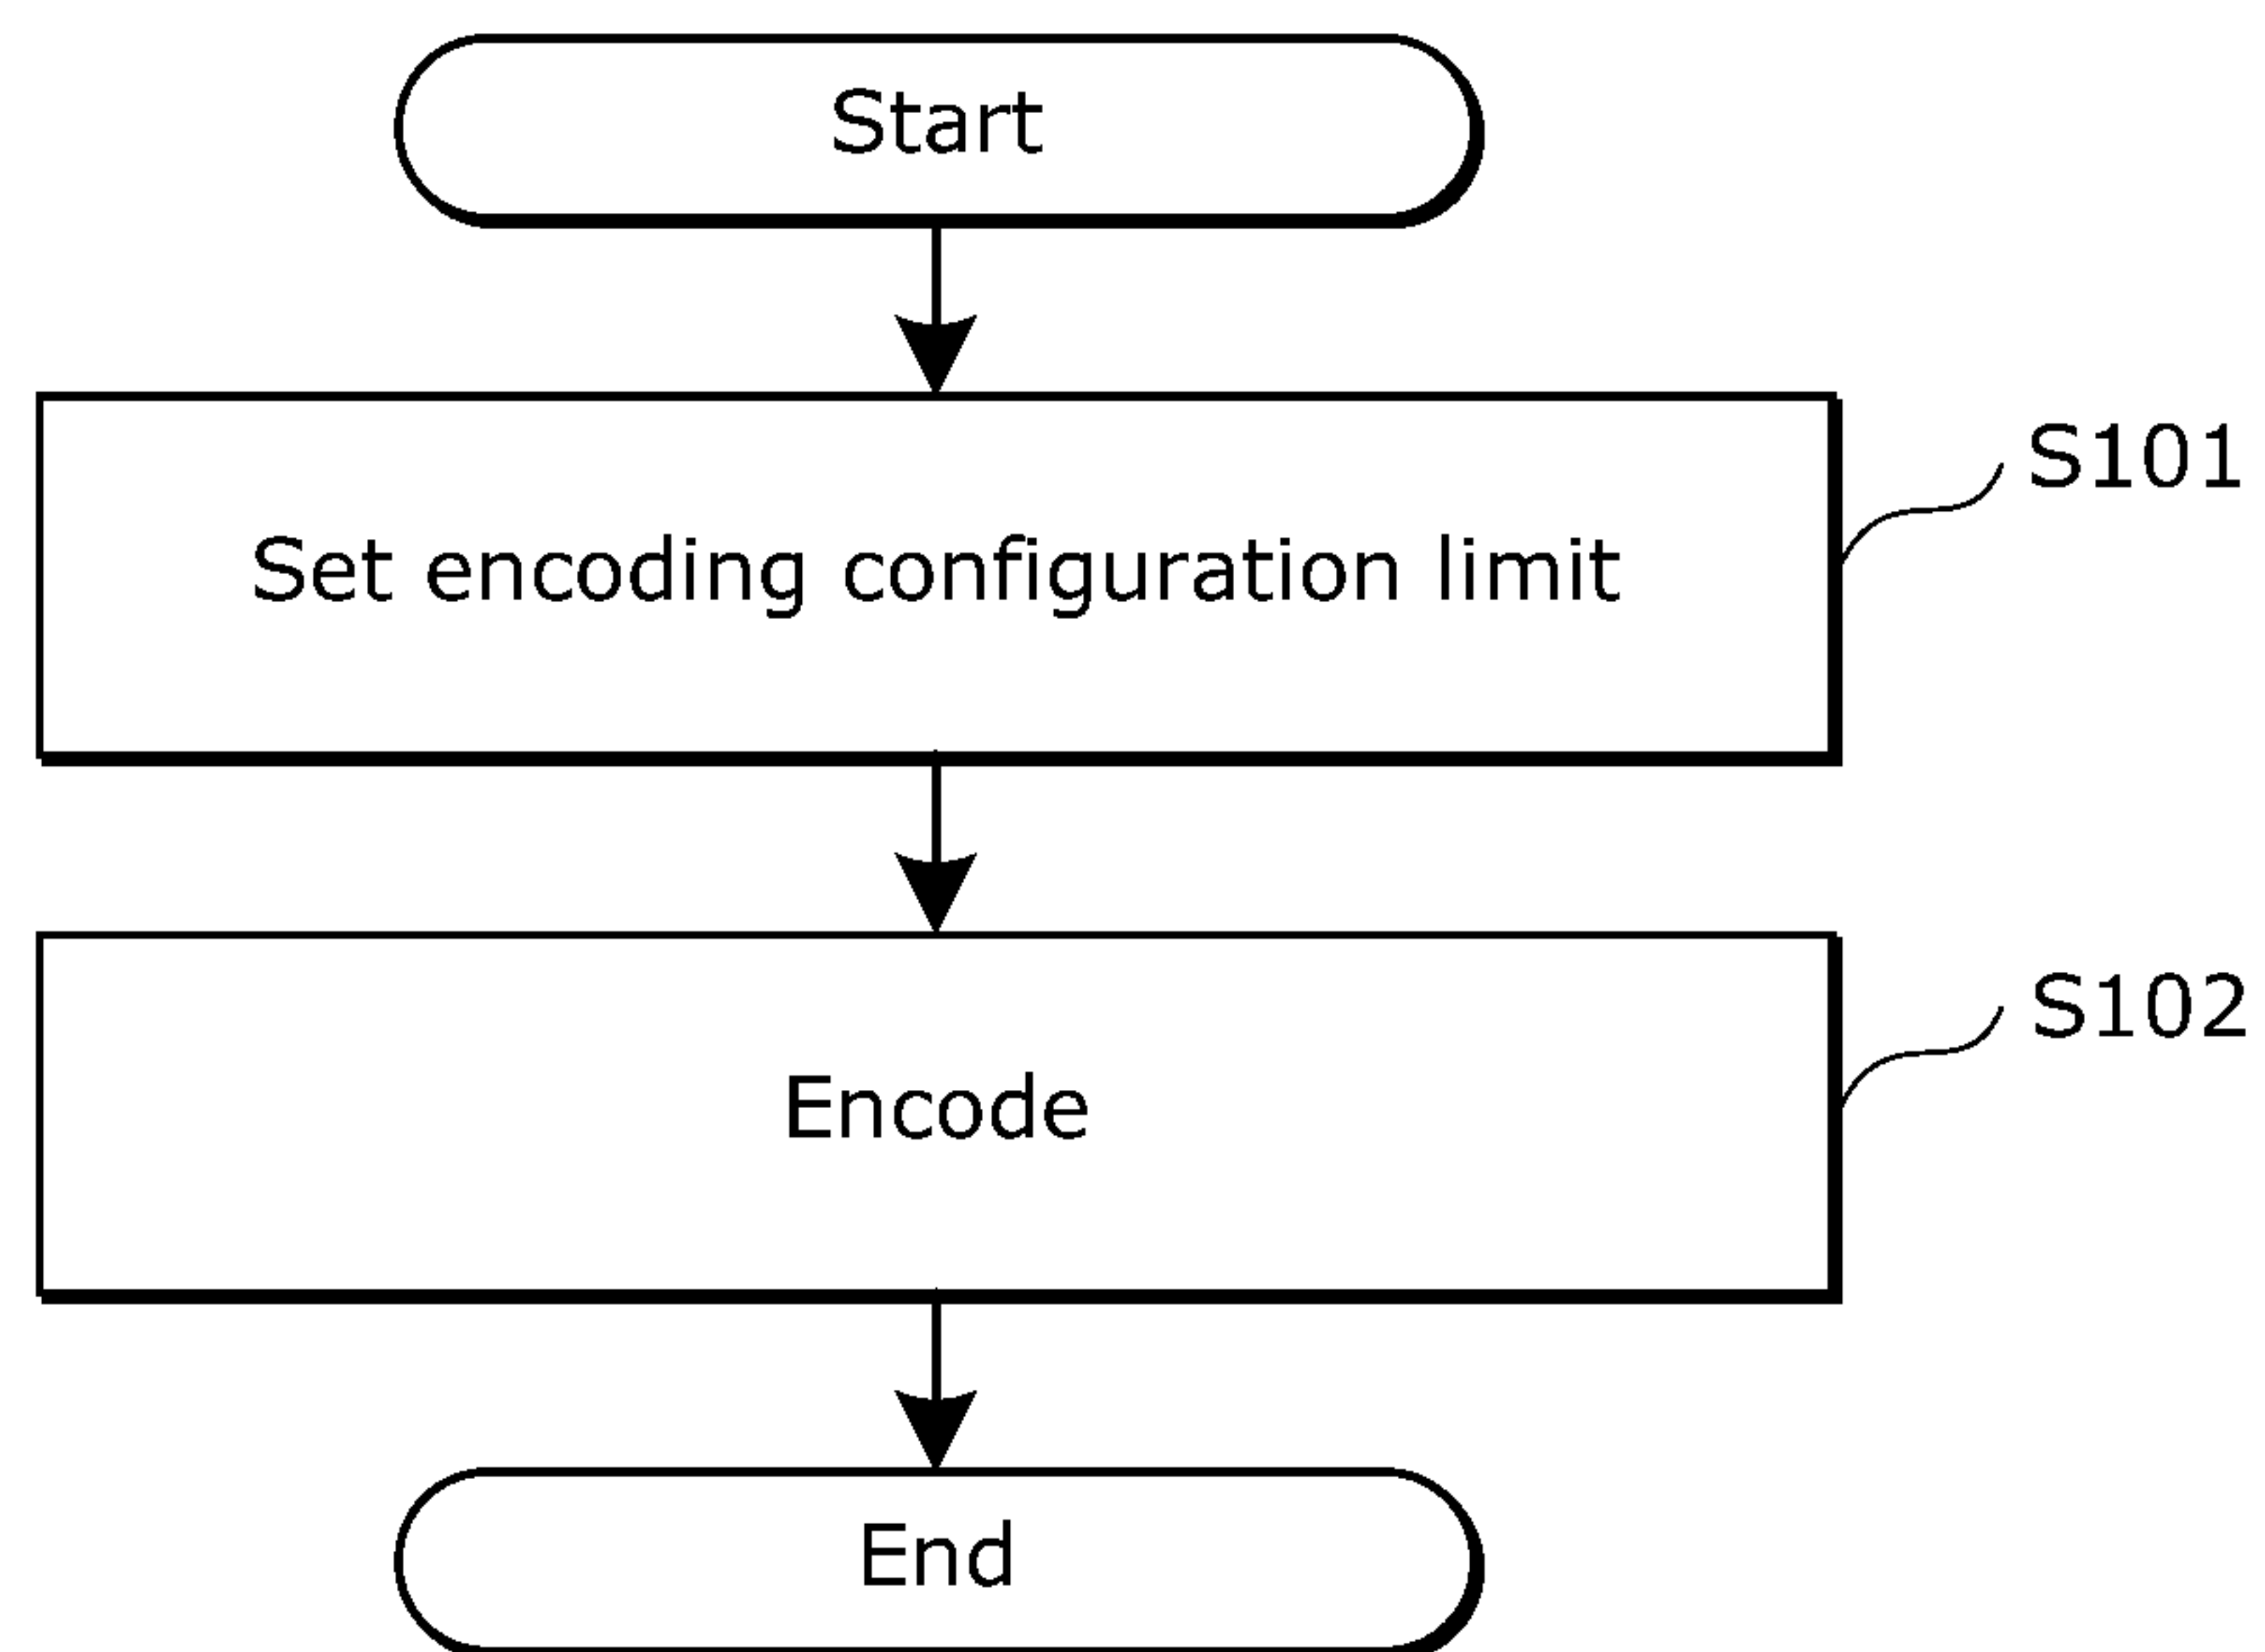 Start
S101
Set encoding configuration limit
S102
Encode
End